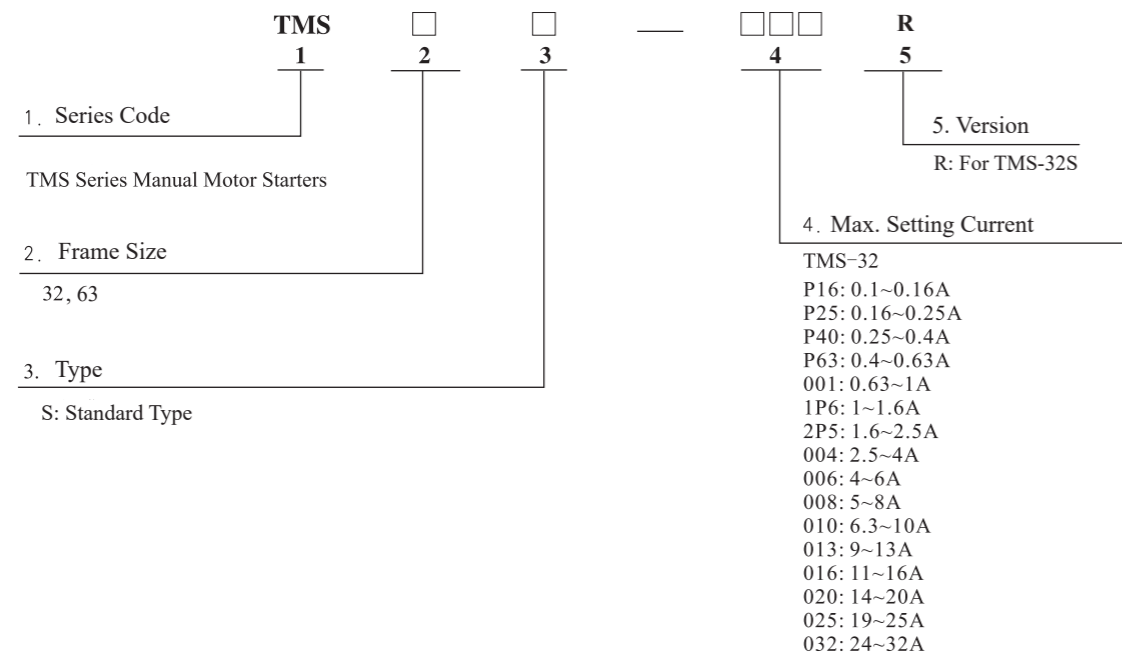 TMS □ □ — □□□ R
1 2 3 4 5
1. Series Code
TMS Series Manual Motor Starters
2. Frame Size
32, 63
3. Type
S: Standard Type
5. Version
R: For TMS-32S
4. Max. Setting Current
TMS-32
P16: 0.1~0.16A
P25: 0.16~0.25A
P40: 0.25~0.4A
P63: 0.4~0.63A
001: 0.63~1A
1P6: 1~1.6A
2P5: 1.6~2.5A
004: 2.5~4A
006: 4~6A
008: 5~8A
010: 6.3~10A
013: 9~13A
016: 11~16A
020: 14~20A
025: 19~25A
032: 24~32A